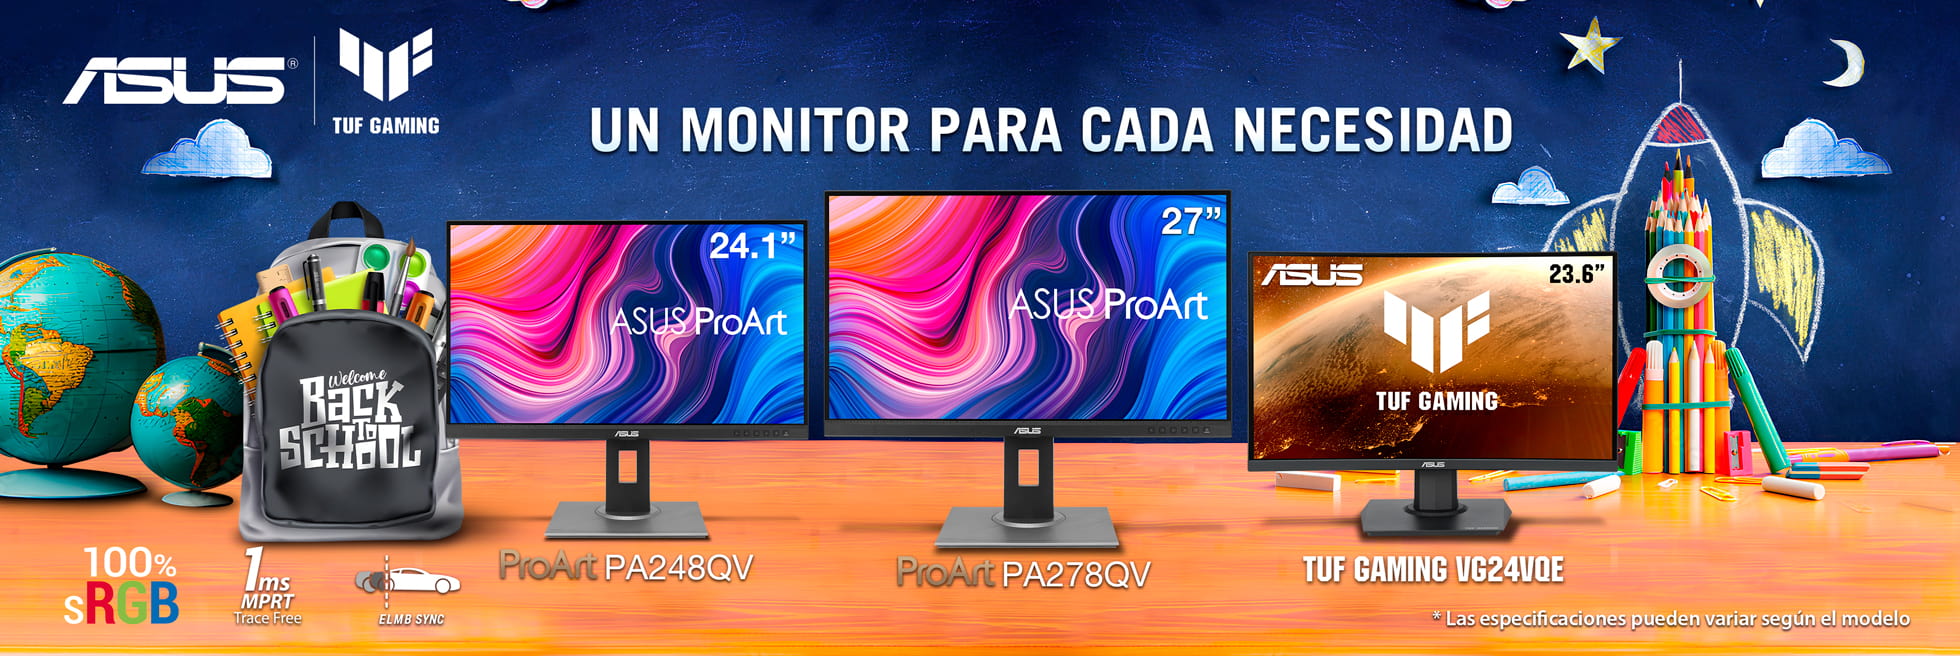 ASUS®
TUF GAMING
UN MONITOR PARA CADA NECESIDAD
24.1”
ASUS ProArt
ASUS
27”
ASUS ProArt
ASUS
ASUS
23.6”
TUF GAMING
ASUS
Welcome
BACK
TO
SCHOOL
ProArt PA248QV
ProArt PA278QV
TUF GAMING VG24VQE
100%
sRGB
1ms
MPRT
Trace Free
ELMB SYNC
* Las especificaciones pueden variar según el modelo